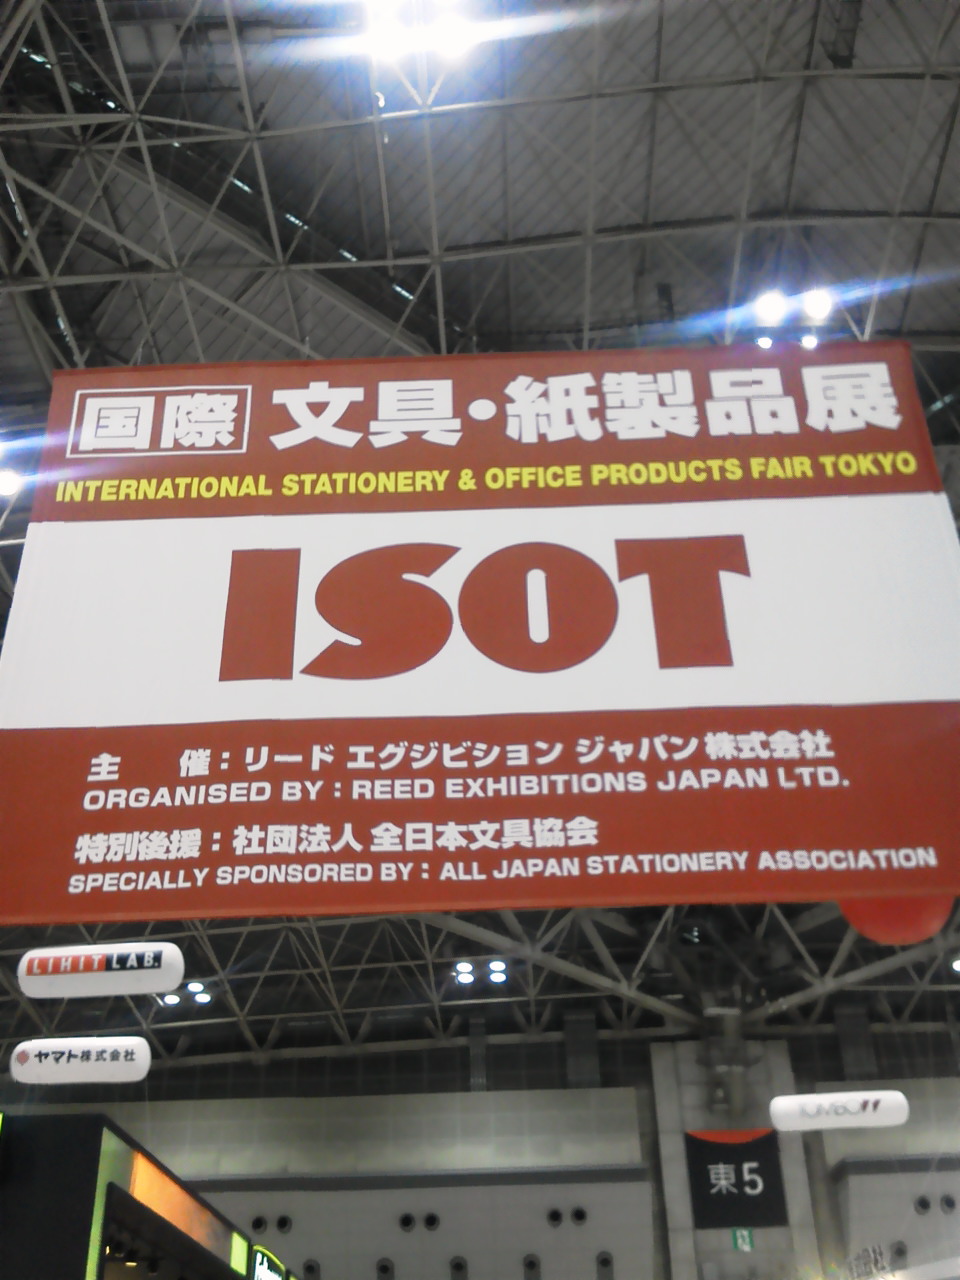 国際 文具・紙製品展
INTERNATIONAL STATIONERY & OFFICE PRODUCTS FAIR TOKYO
ISOT
主 催：リード エグジビション ジャパン 株式会社
ORGANISED BY : REED EXHIBITIONS JAPAN LTD.
特別後援：社団法人 全日本文具協会
SPECIALLY SPONSORED BY : ALL JAPAN STATIONERY ASSOCIATION
LIHIT LAB.
ヤマト株式会社
TOMBOW
東5